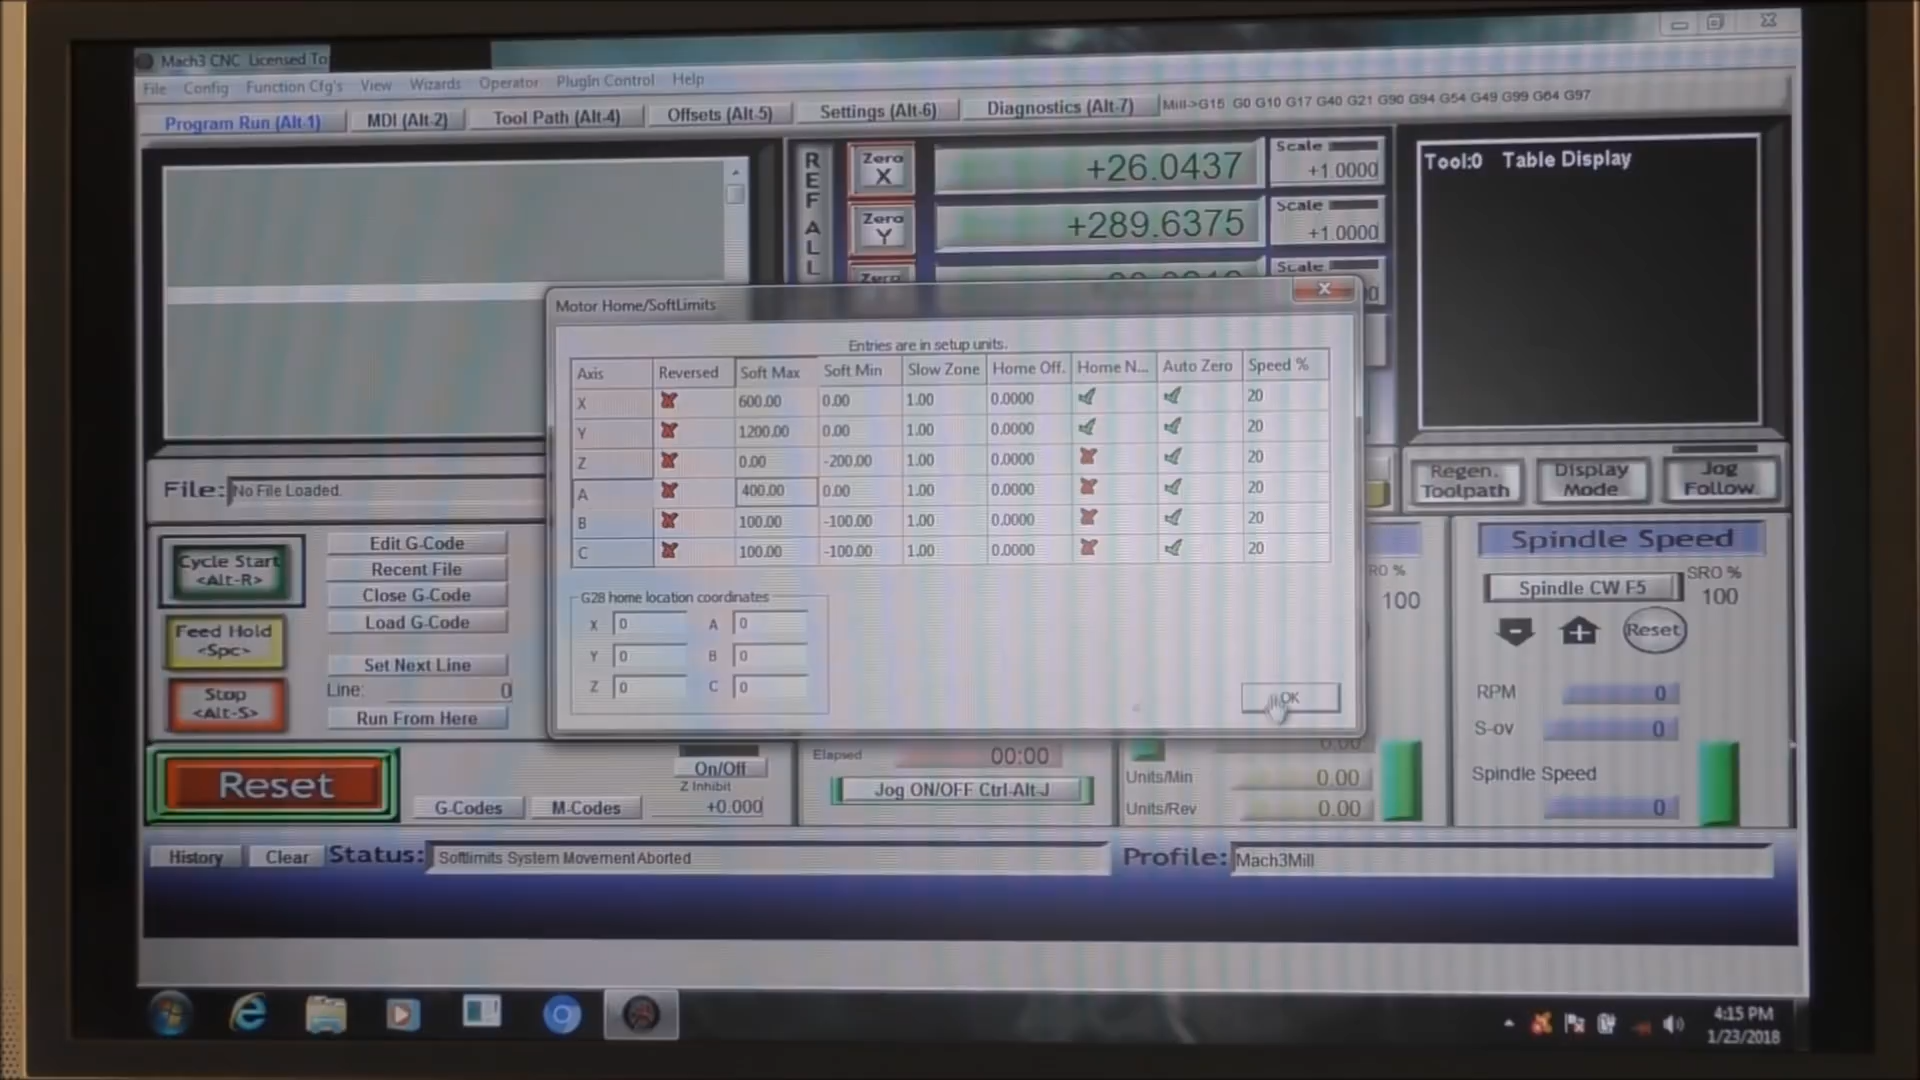 Mach3 CNC Licensed To
File Config Function Cfg's View Wizards Operator PlugIn Control Help
Program Run (Alt-1) MDI (Alt-2) Tool Path (Alt-4) Offsets (Alt-5) Settings (Alt-6) Diagnostics (Alt-7) Mill->G15 G0 G10 G17 G40 G21 G90 G94 G54 G49 G99 G64 G97
REF ALL
Zero X +26.0437 Scale +1.0000
Zero Y +289.6375 Scale +1.0000
Zero Scale
Tool:0 Table Display
Motor Home/SoftLimits
Entries are in setup units.
Axis Reversed Soft Max Soft Min Slow Zone Home Off. Home N... Auto Zero Speed %
X 600.00 0.00 1.00 0.0000 20
Y 1200.00 0.00 1.00 0.0000 20
Z 0.00 -200.00 1.00 0.0000 20
A 400.00 0.00 1.00 0.0000 20
B 100.00 -100.00 1.00 0.0000 20
C 100.00 -100.00 1.00 0.0000 20
G28 home location coordinates
X 0 A 0
Y 0 B 0
Z 0 C 0
OK
File: No File Loaded.
Regen. Toolpath
Display Mode
Jog Follow
Cycle Start <Alt-R>
Feed Hold <Spc>
Stop <Alt-S>
Edit G-Code
Recent File
Close G-Code
Load G-Code
Set Next Line
Line: 0
Run From Here
Spindle Speed
RO %
100
Spindle CW F5
SRO %
100
Reset
RPM 0
S-ov 0
Spindle Speed
0
Reset
G-Codes M-Codes
On/Off
Z Inhibit
+0.000
Elapsed 00:00
Jog ON/OFF Ctrl-Alt-J
0.00
Units/Min 0.00
Units/Rev 0.00
History Clear Status: Softlimits System Movement Aborted Profile: Mach3Mill
4:15 PM
1/23/2018